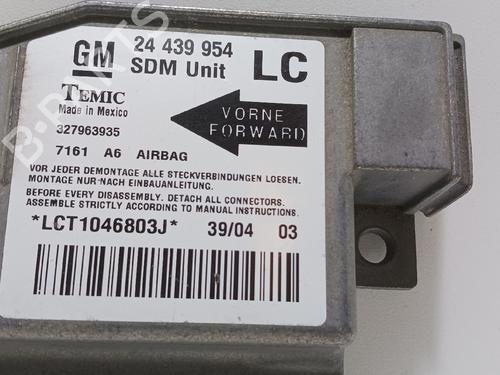 GM 24 439 954 LC
SDM Unit
TEMIC
Made in Mexico
327963935
VORNE
FORWARD
7161 A6 AIRBAG
VOR JEDER DEMONTAGE ALLE STECKVERBINDUNGEN LOESEN.
MONTAGE NUR NACH EINBAUANLEITUNG.
BEFORE EVERY DISASSEMBLY. DETACH ALL CONNECTORS.
ASSEMBLE STRICTLY ACCORDING TO MANUAL INSTRUCTIONS.
*LCT1046803J* 39/04 03
B-PARTS